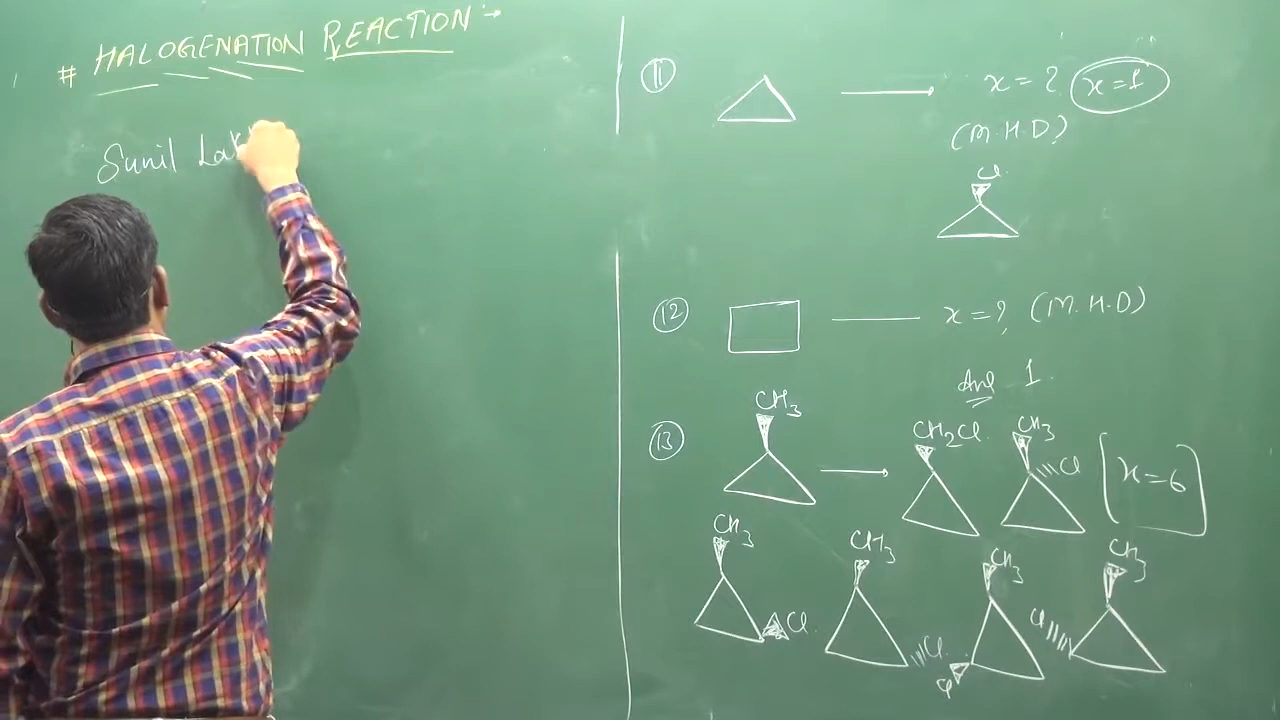 # HALOGENATION REACTION :→
Sunil
11
x = ? x = 1
(M.H.D)
Cl
12
x = ? (M.H.D)
Ans 1.
13
CH3
CH2Cl
CH3
Cl
x = 6
CH3
Cl
CH3
Cl
CH3
Cl
CH3
Cl